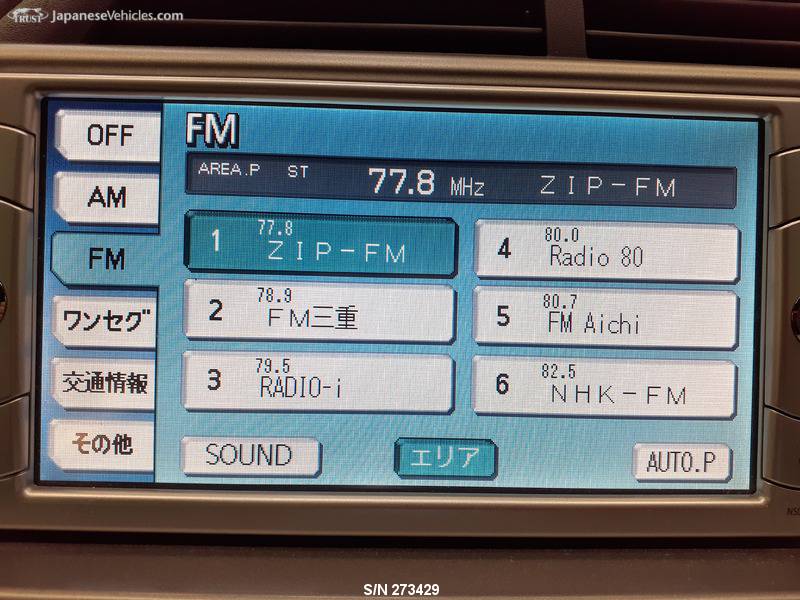 TRUST JapaneseVehicles.com
OFF
AM
FM
ワンセグ
交通情報
その他
FM
AREA.P ST 77.8 MHz ZIP-FM
1 77.8 ZIP-FM
2 78.9 FM三重
3 79.5 RADIO-i
4 80.0 Radio 80
5 80.7 FM Aichi
6 82.5 NHK-FM
SOUND
エリア
AUTO.P
S/N 273429